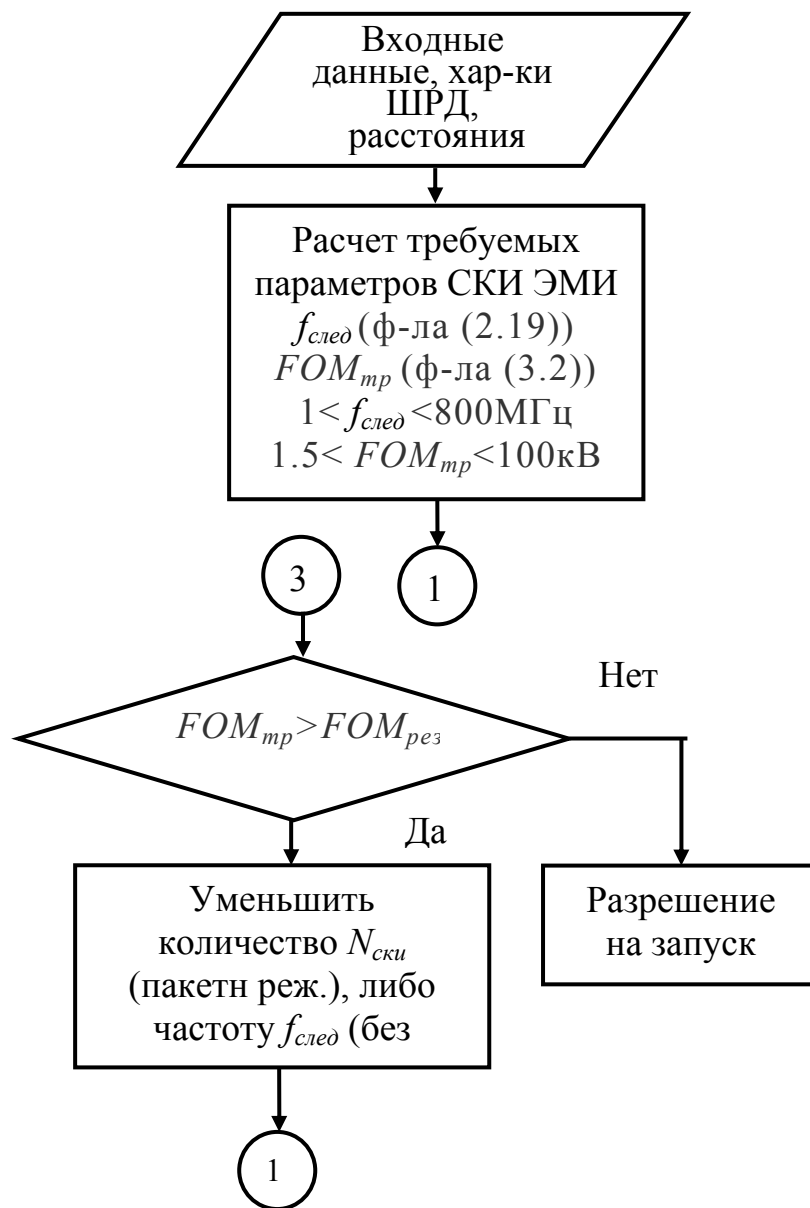 Входные
данные, хар-ки
ШРД,
расстояния
Расчет требуемых
параметров СКИ ЭМИ
fслед (ф-ла (2.19))
FOMтр (ф-ла (3.2))
1< fслед <800МГц
1.5< FOMтр<100кВ
3
1
Нет
FOMтр>FOMрез
Да
Уменьшить
количество Nски
(пакетн реж.), либо
частоту fслед (без
Разрешение
на запуск
1